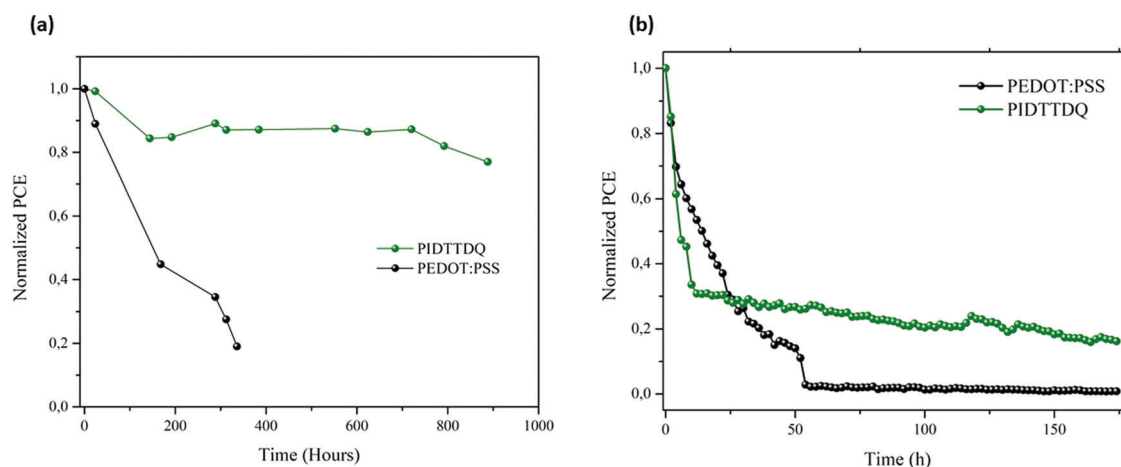 (a)
Normalized PCE
1,0
0,8
0,6
0,4
0,2
0,0
PIDTTDQ
PEDOT:PSS
0
200
400
600
800
1000
Time (Hours)
(b)
Normalized PCE
1,0
0,8
0,6
0,4
0,2
0,0
PEDOT:PSS
PIDTTDQ
0
50
100
150
Time (h)